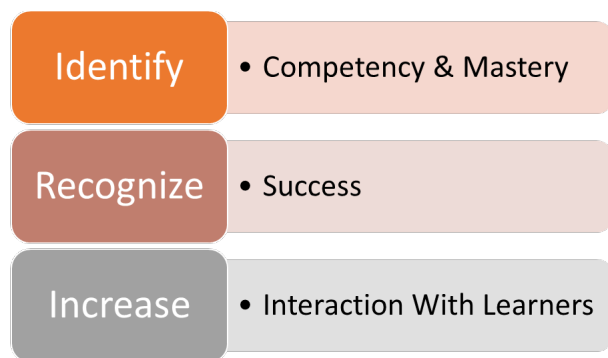 Identify
• Competency & Mastery
Recognize
• Success
Increase
• Interaction With Learners